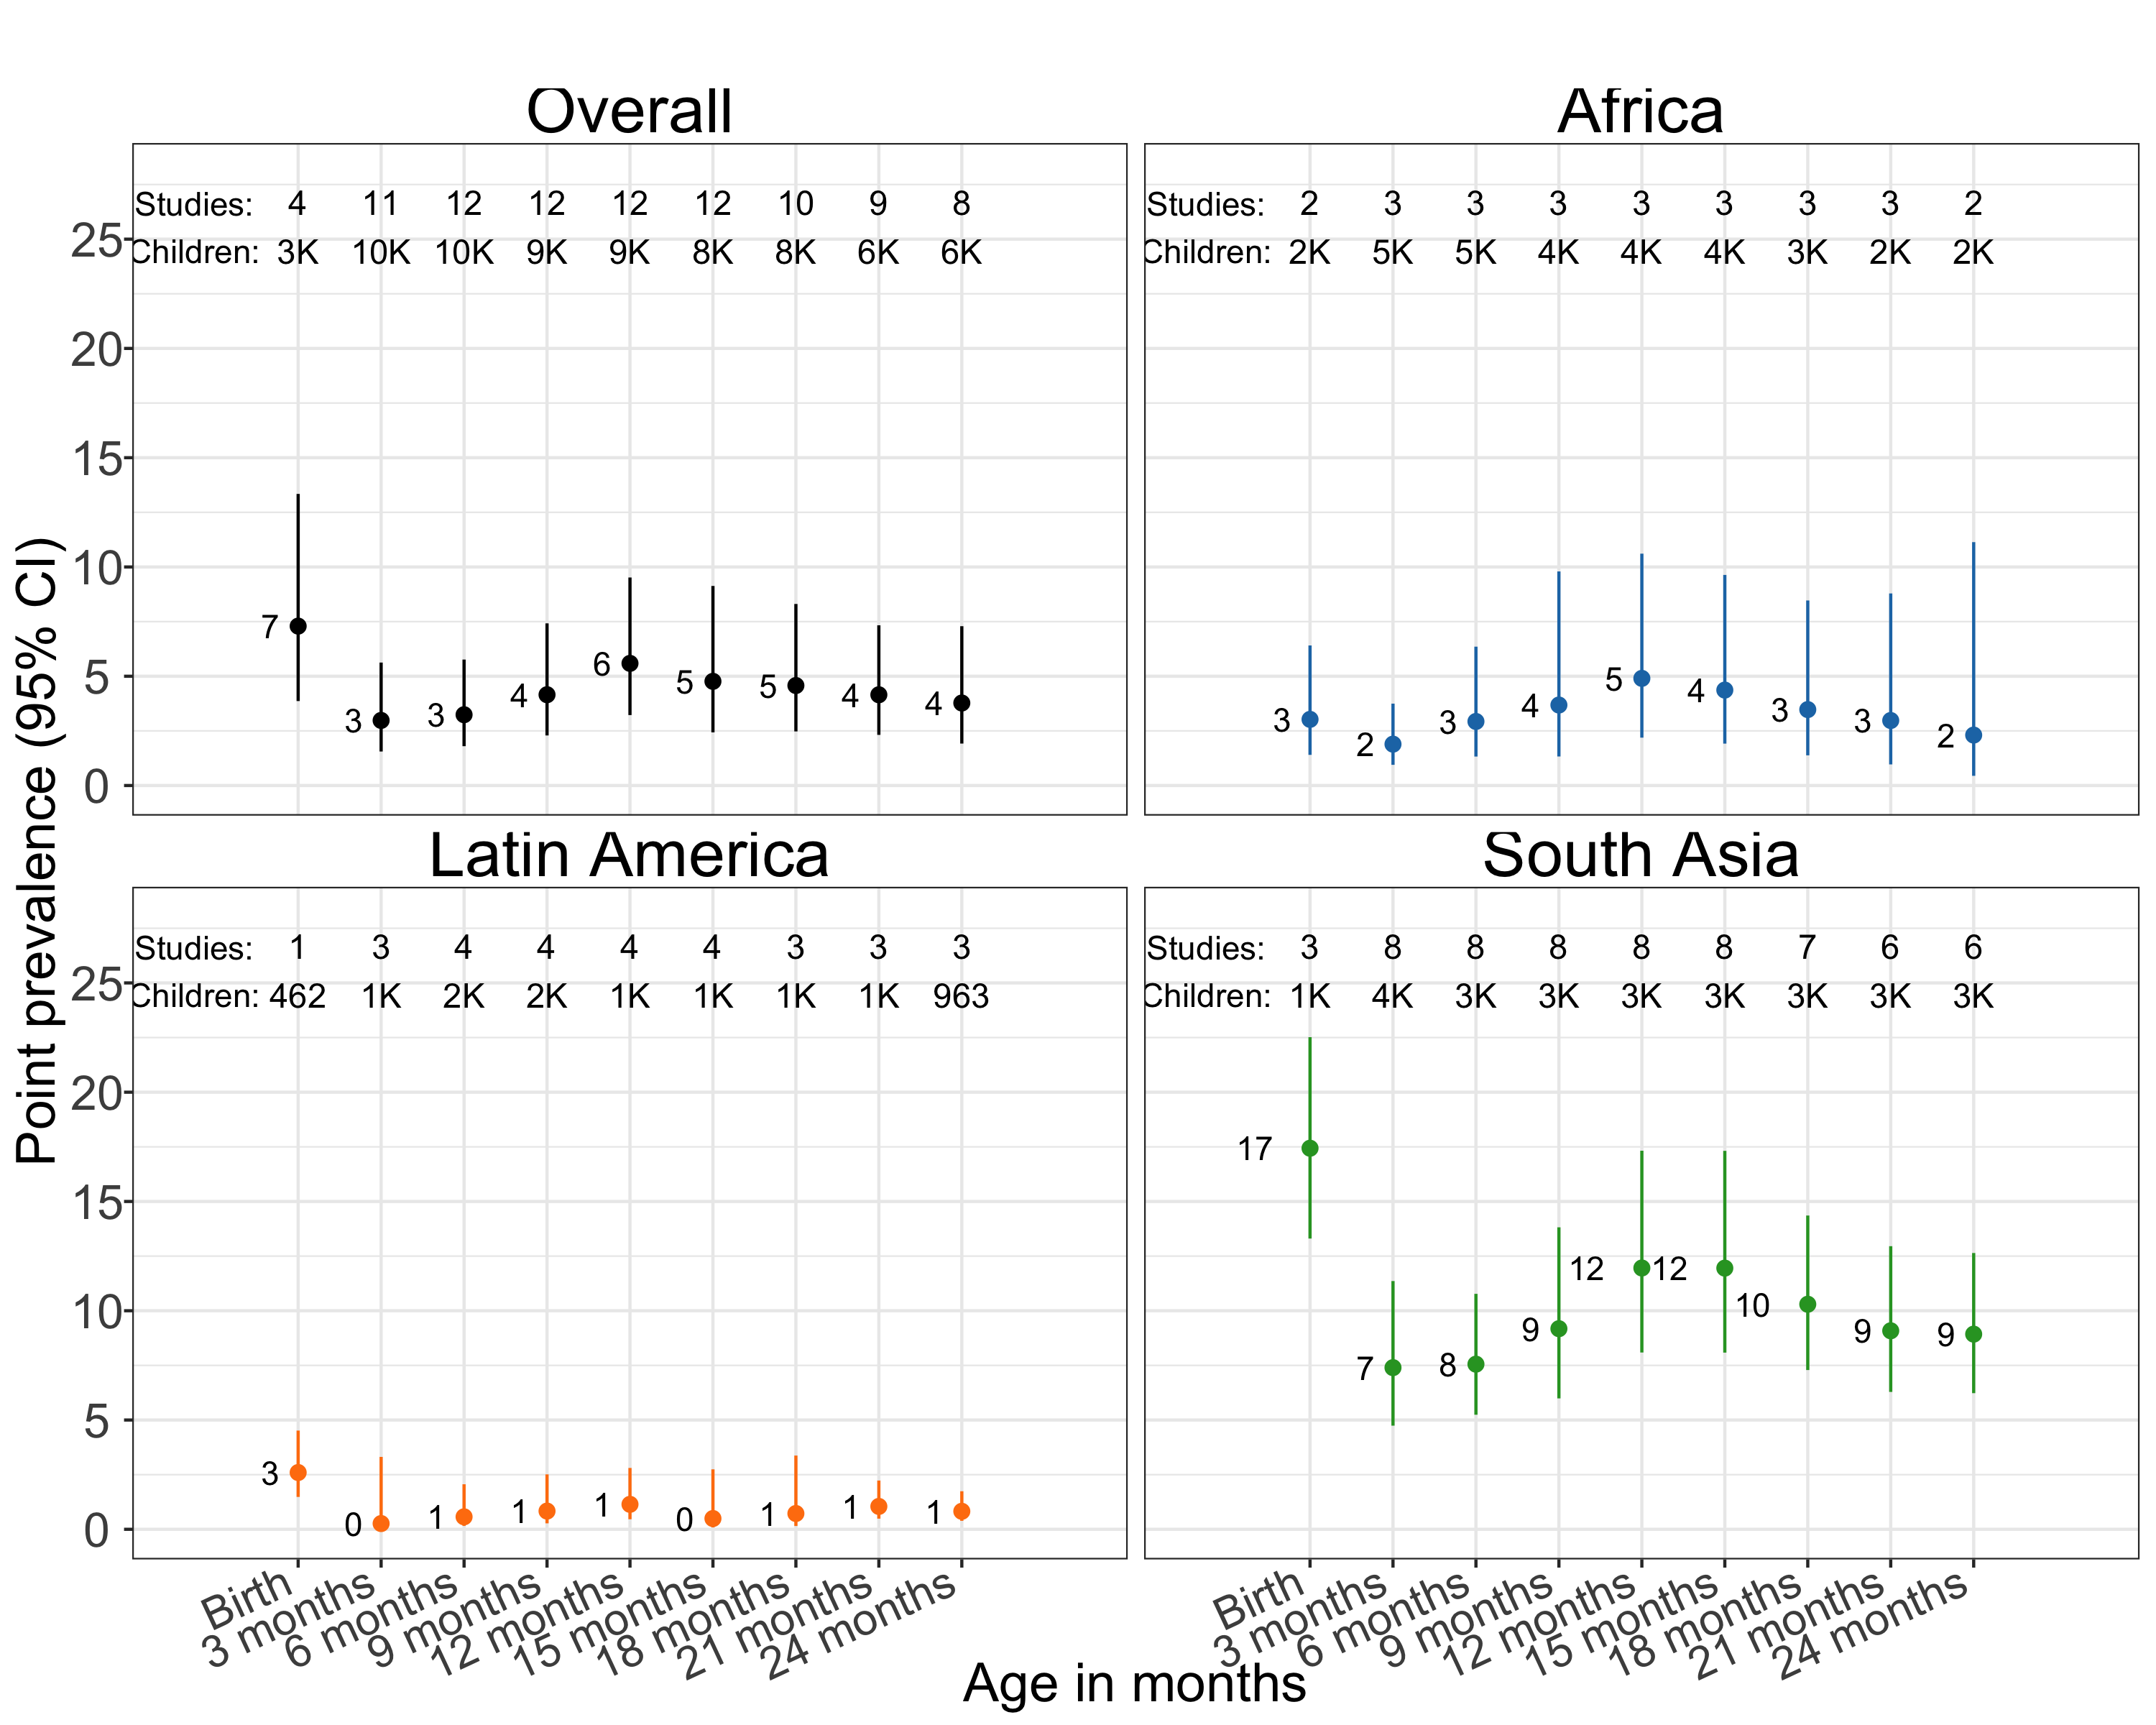 Overall
Studies: 4 11 12 12 12 12 10 9 8
Children: 3K 10K 10K 9K 9K 8K 8K 6K 6K
25
20
15
10
5
0
7 3 3 4 6 5 5 4 4
Africa
Studies: 2 3 3 3 3 3 3 3 2
Children: 2K 5K 5K 4K 4K 4K 3K 2K 2K
3 2 3 4 5 4 3 3 2
Point prevalence (95% CI)
Latin America
Studies: 1 3 4 4 4 4 3 3 3
Children: 462 1K 2K 2K 1K 1K 1K 1K 963
25
20
15
10
5
0
3 0 1 1 1 0 1 1 1
Birth
3 months
6 months
9 months
12 months
15 months
18 months
21 months
24 months
South Asia
Studies: 3 8 8 8 8 8 7 6 6
Children: 1K 4K 3K 3K 3K 3K 3K 3K 3K
17 7 8 9 12 12 10 9 9
Birth
3 months
6 months
9 months
12 months
15 months
18 months
21 months
24 months
Age in months